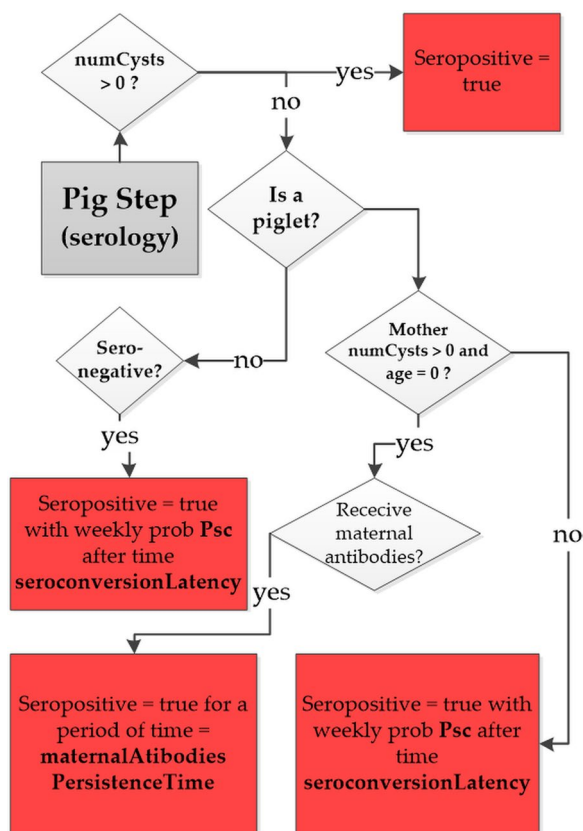 numCysts
> 0 ?
yes
Seropositive =
true
no
Pig Step
(serology)
Is a
piglet?
Sero-
negative?
no
Mother
numCysts > 0 and
age = 0 ?
yes
yes
Seropositive = true
with weekly prob Psc
after time
seroconversionLatency
Rececive
maternal
antibodies?
no
yes
Seropositive = true for a
period of time =
maternalAtibodies
PersistenceTime
Seropositive = true with
weekly prob Psc after
time
seroconversionLatency